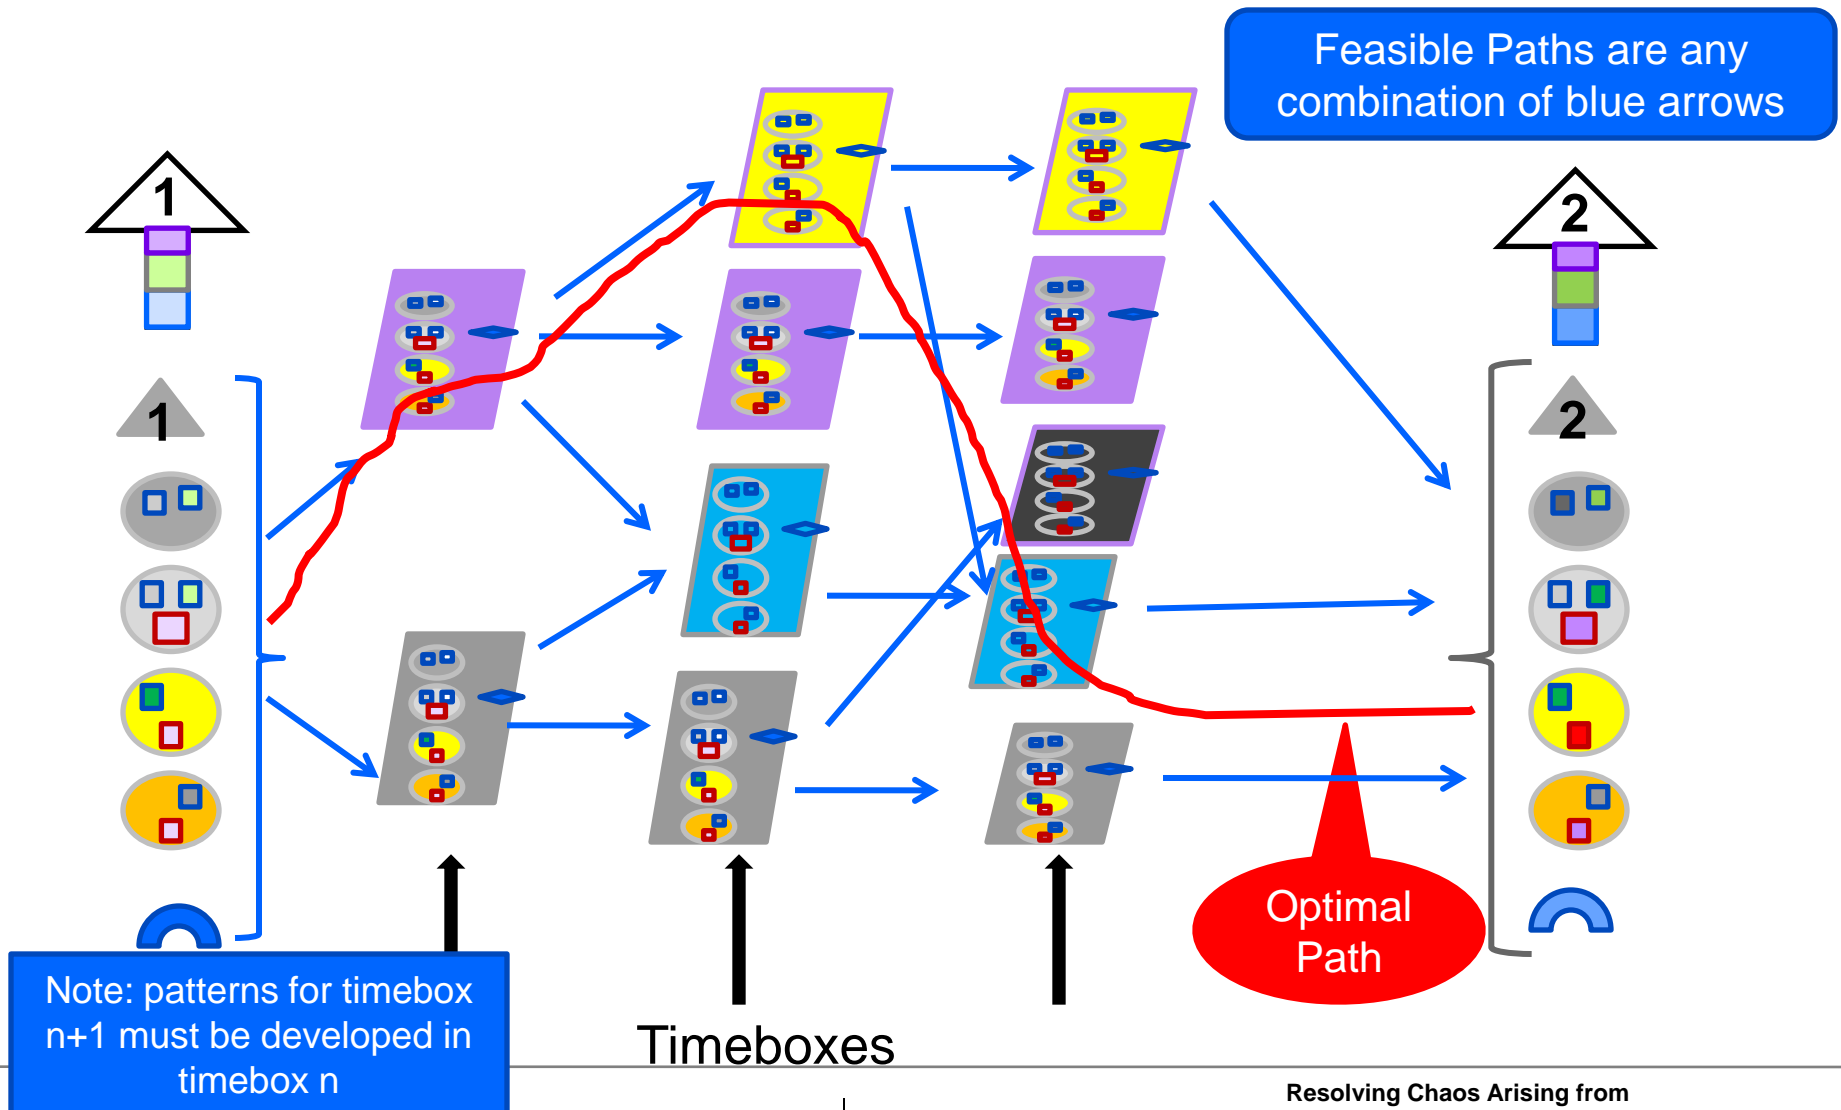 Feasible Paths are any
combination of blue arrows
1
2
1
2
Optimal
Path
Note: patterns for timebox
n+1 must be developed in
timebox n
Timeboxes
Resolving Chaos Arising from